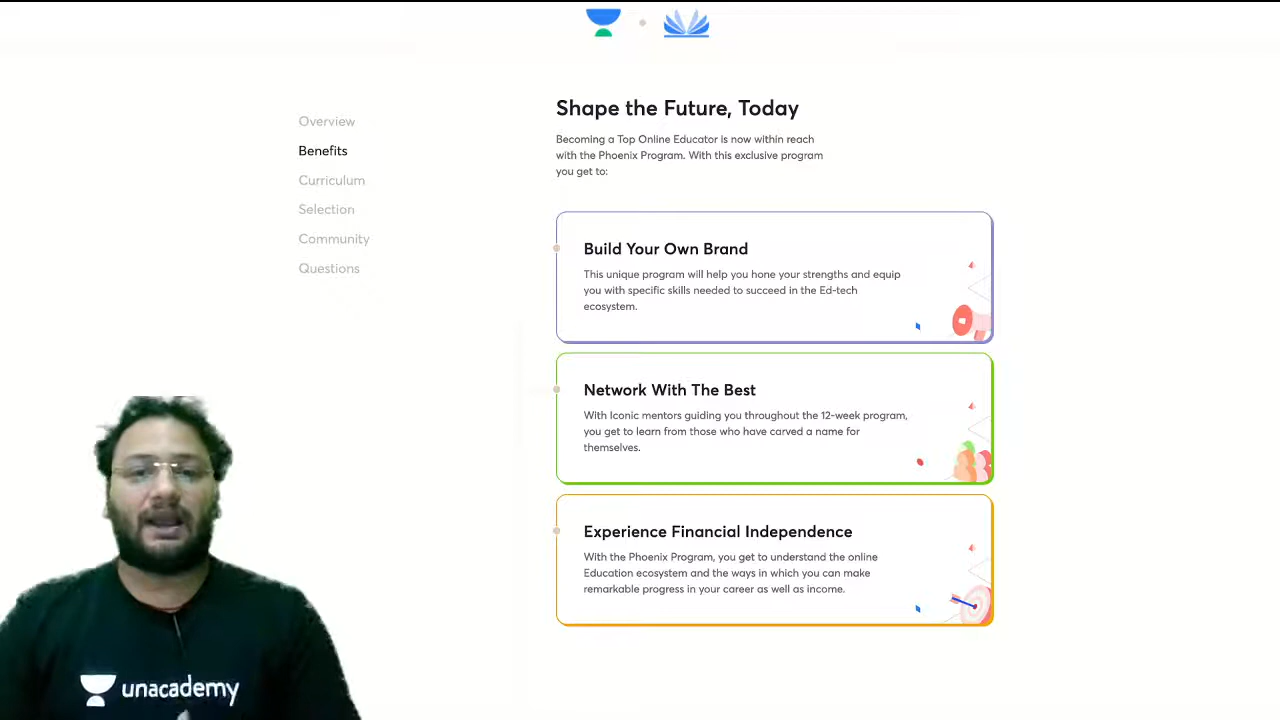 Overview
Benefits
Curriculum
Selection
Community
Questions
Shape the Future, Today
Becoming a Top Online Educator is now within reach
with the Phoenix Program. With this exclusive program
you get to:
Build Your Own Brand
This unique program will help you hone your strengths and equip
you with specific skills needed to succeed in the Ed-tech
ecosystem.
Network With The Best
With Iconic mentors guiding you throughout the 12-week program,
you get to learn from those who have carved a name for
themselves.
Experience Financial Independence
With the Phoenix Program, you get to understand the online
Education ecosystem and the ways in which you can make
remarkable progress in your career as well as income.
unacademy